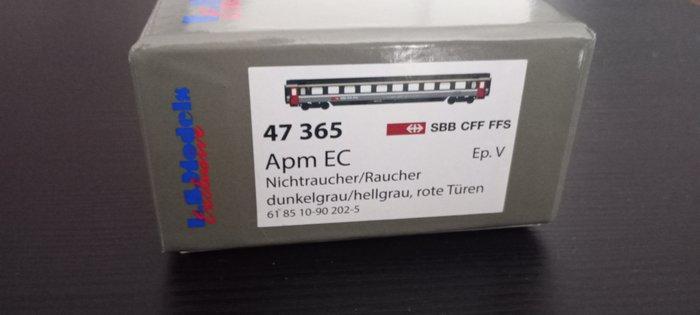 L.S.Models
Exclusive
47 365
SBB CFF FFS
Apm EC
Ep. V
Nichtraucher/Raucher
dunkelgrau/hellgrau, rote Türen
61 85 10-90 202-5